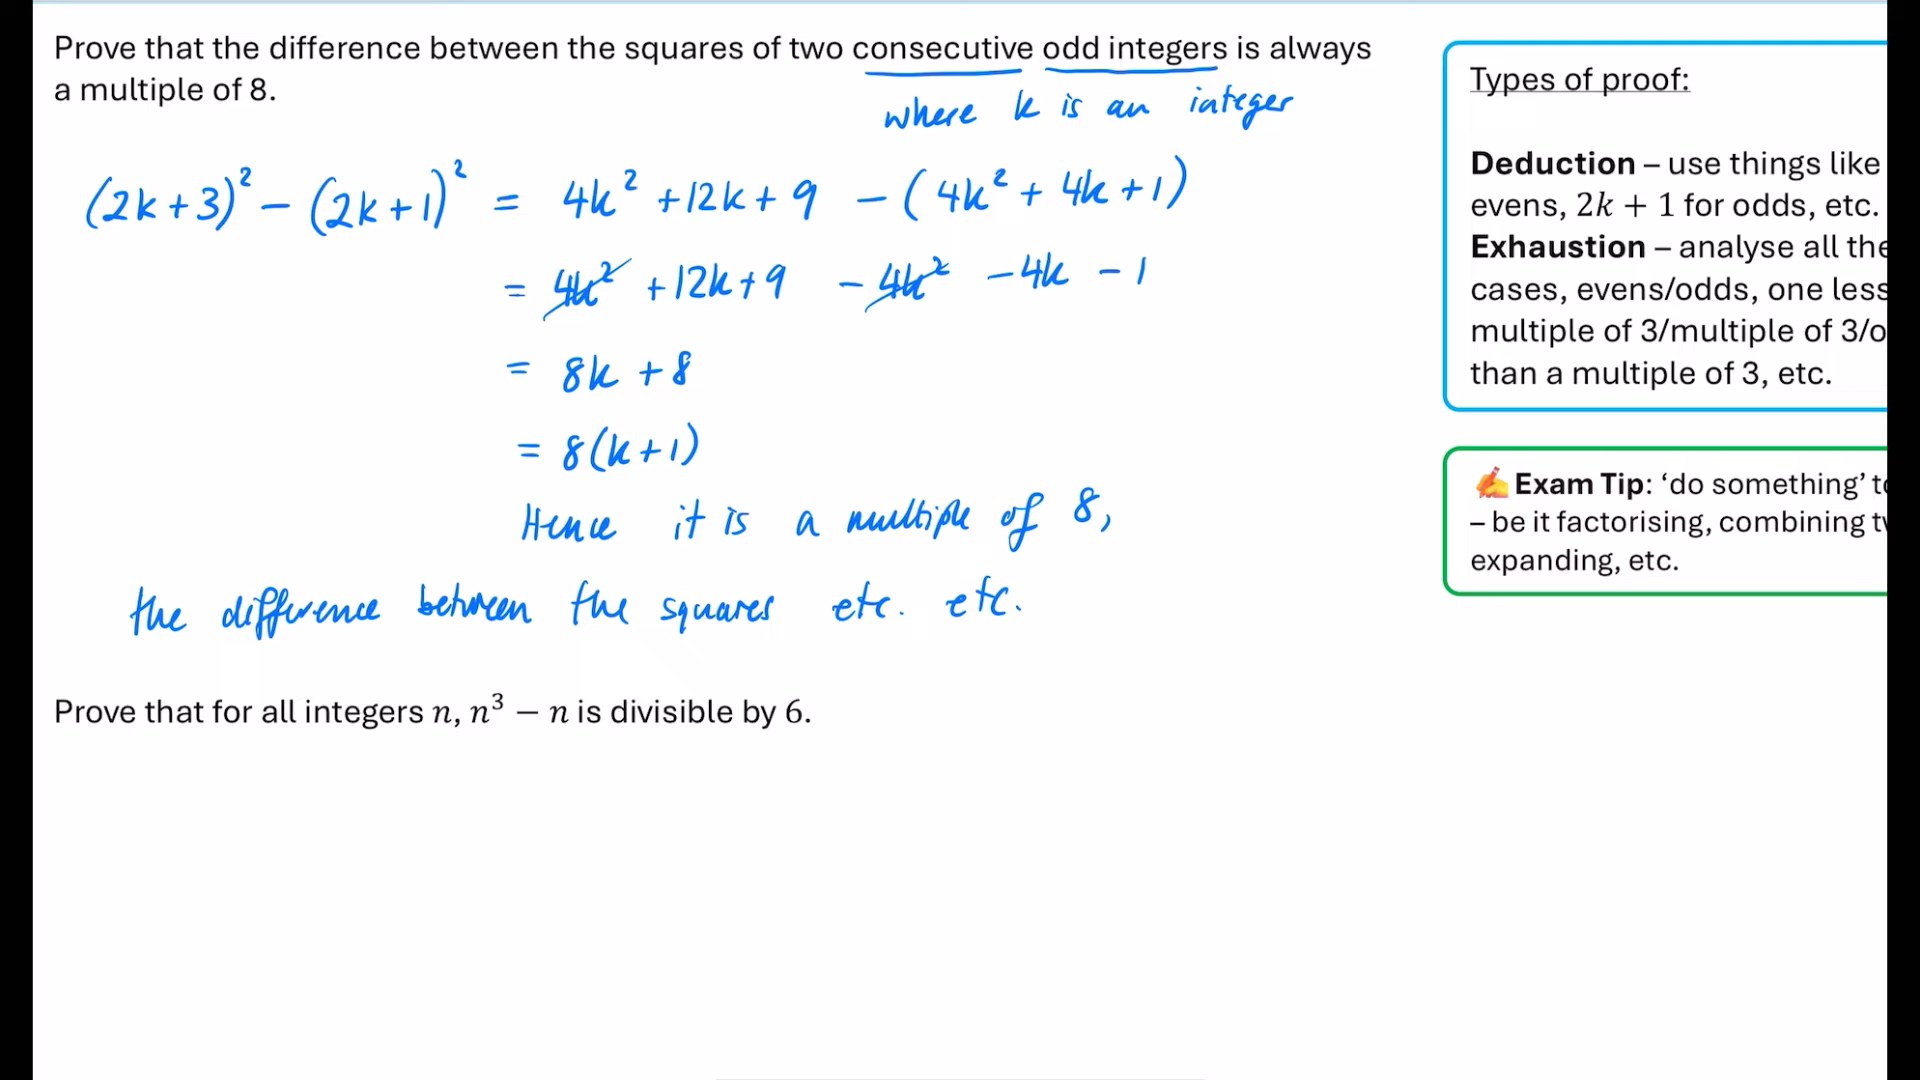 Prove that the difference between the squares of two consecutive odd integers is always
a multiple of 8.
where k is an integer
(2k+3)² − (2k+1)² = 4k² +12k+ 9 − (4k² + 4k +1)
= 4k² +12k+9 − 4k² − 4k − 1
= 8k +8
= 8(k+1)
Hence it is a multiple of 8,
the difference between the squares etc. etc.
Prove that for all integers n, n³ − n is divisible by 6.
Types of proof:
Deduction – use things like
evens, 2k + 1 for odds, etc.
Exhaustion – analyse all the
cases, evens/odds, one less
multiple of 3/multiple of 3/o
than a multiple of 3, etc.
✍️ Exam Tip: ‘do something’ to
– be it factorising, combining
expanding, etc.